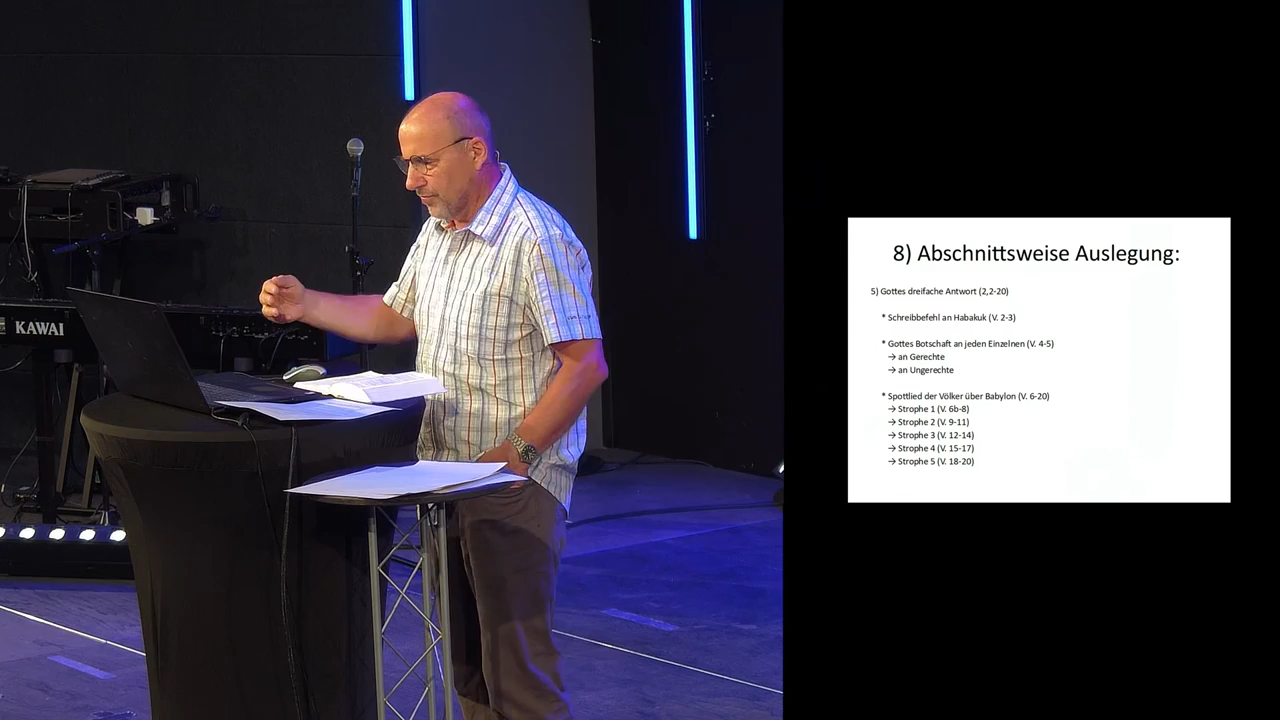 KAWAI
8) Abschnittsweise Auslegung:
5) Gottes dreifache Antwort (2,2-20)
* Schreibbefehl an Habakuk (V. 2-3)
* Gottes Botschaft an jeden Einzelnen (V. 4-5)
→ an Gerechte
→ an Ungerechte
* Spottlied der Völker über Babylon (V. 6-20)
→ Strophe 1 (V. 6b-8)
→ Strophe 2 (V. 9-11)
→ Strophe 3 (V. 12-14)
→ Strophe 4 (V. 15-17)
→ Strophe 5 (V. 18-20)